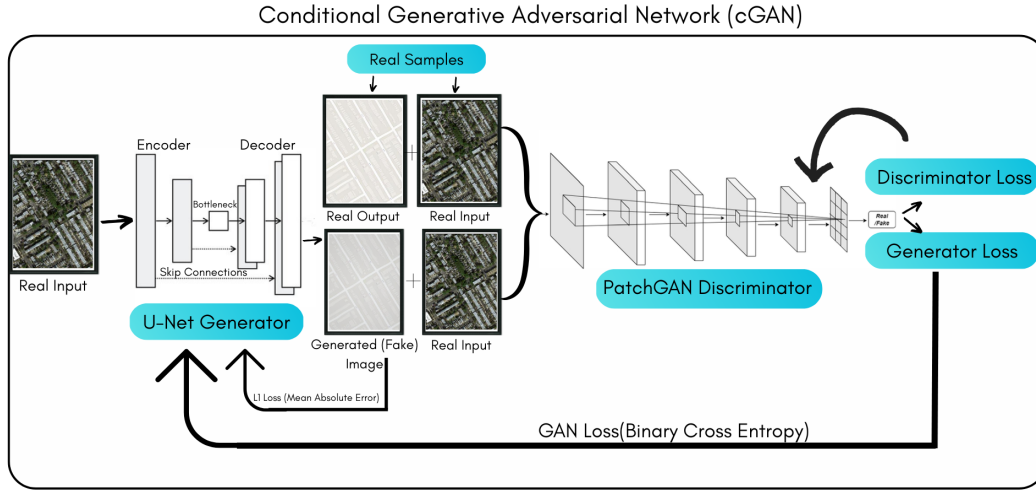 Conditional Generative Adversarial Network (cGAN)
Real Samples
Encoder
Decoder
Bottleneck
Skip Connections
Real Input
U-Net Generator
Real Output
Real Input
Generated (Fake)
Image
Real Input
L1 Loss (Mean Absolute Error)
PatchGAN Discriminator
Real
/Fake
Discriminator Loss
Generator Loss
GAN Loss(Binary Cross Entropy)